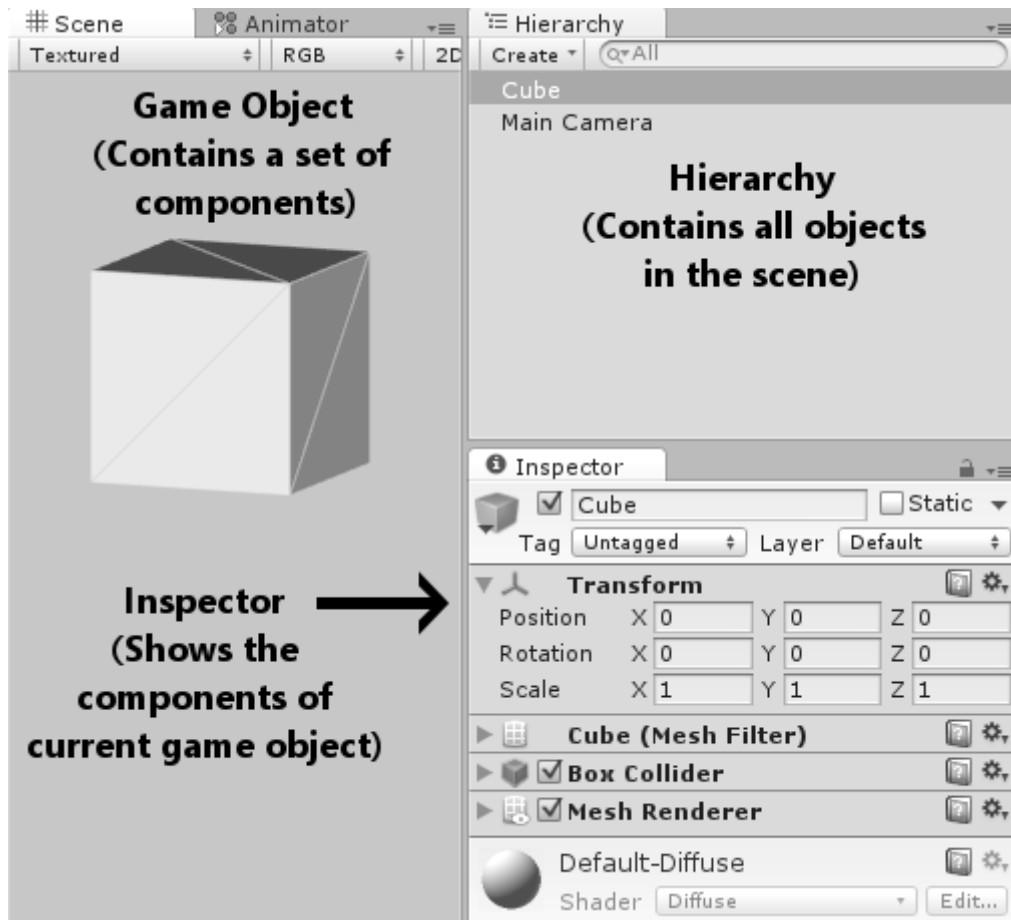 Scene
Animator
Textured
RGB
2D
Game Object
(Contains a set of
components)
Inspector
(Shows the
components of
current game object)
Hierarchy
Create
All
Cube
Main Camera
Hierarchy
(Contains all objects
in the scene)
Inspector
Cube
Static
Tag Untagged Layer Default
Transform
Position X 0 Y 0 Z 0
Rotation X 0 Y 0 Z 0
Scale X 1 Y 1 Z 1
Cube (Mesh Filter)
Box Collider
Mesh Renderer
Default-Diffuse
Shader Diffuse Edit...